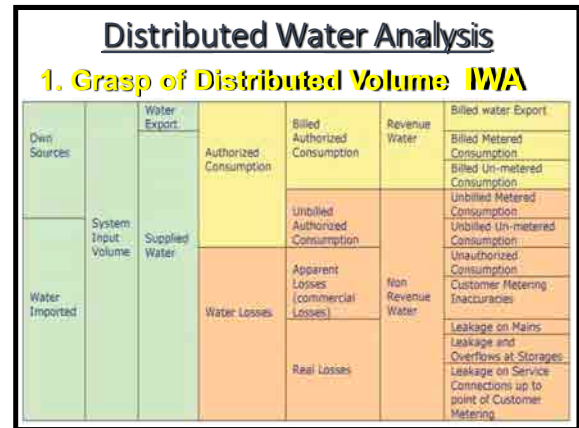 Distributed Water Analysis
1. Grasp of Distributed Volume IWA
Own
Sources
Water
Imported
System
Input
Volume
Water
Export
Supplied
Water
Authorized
Consumption
Water Losses
Billed
Authorized
Consumption
Unbilled
Authorized
Consumption
Apparent
Losses
(commercial
Losses)
Real Losses
Revenue
Water
Non
Revenue
Water
Billed water Export
Billed Metered
Consumption
Billed Un-metered
Consumption
Unbilled Metered
Consumption
Unbilled Un-metered
Consumption
Unauthorized
Consumption
Customer Metering
Inaccuracies
Leakage on Mains
Leakage and
Overflows at Storages
Leakage on Service
Connections up to
point of Customer
Metering